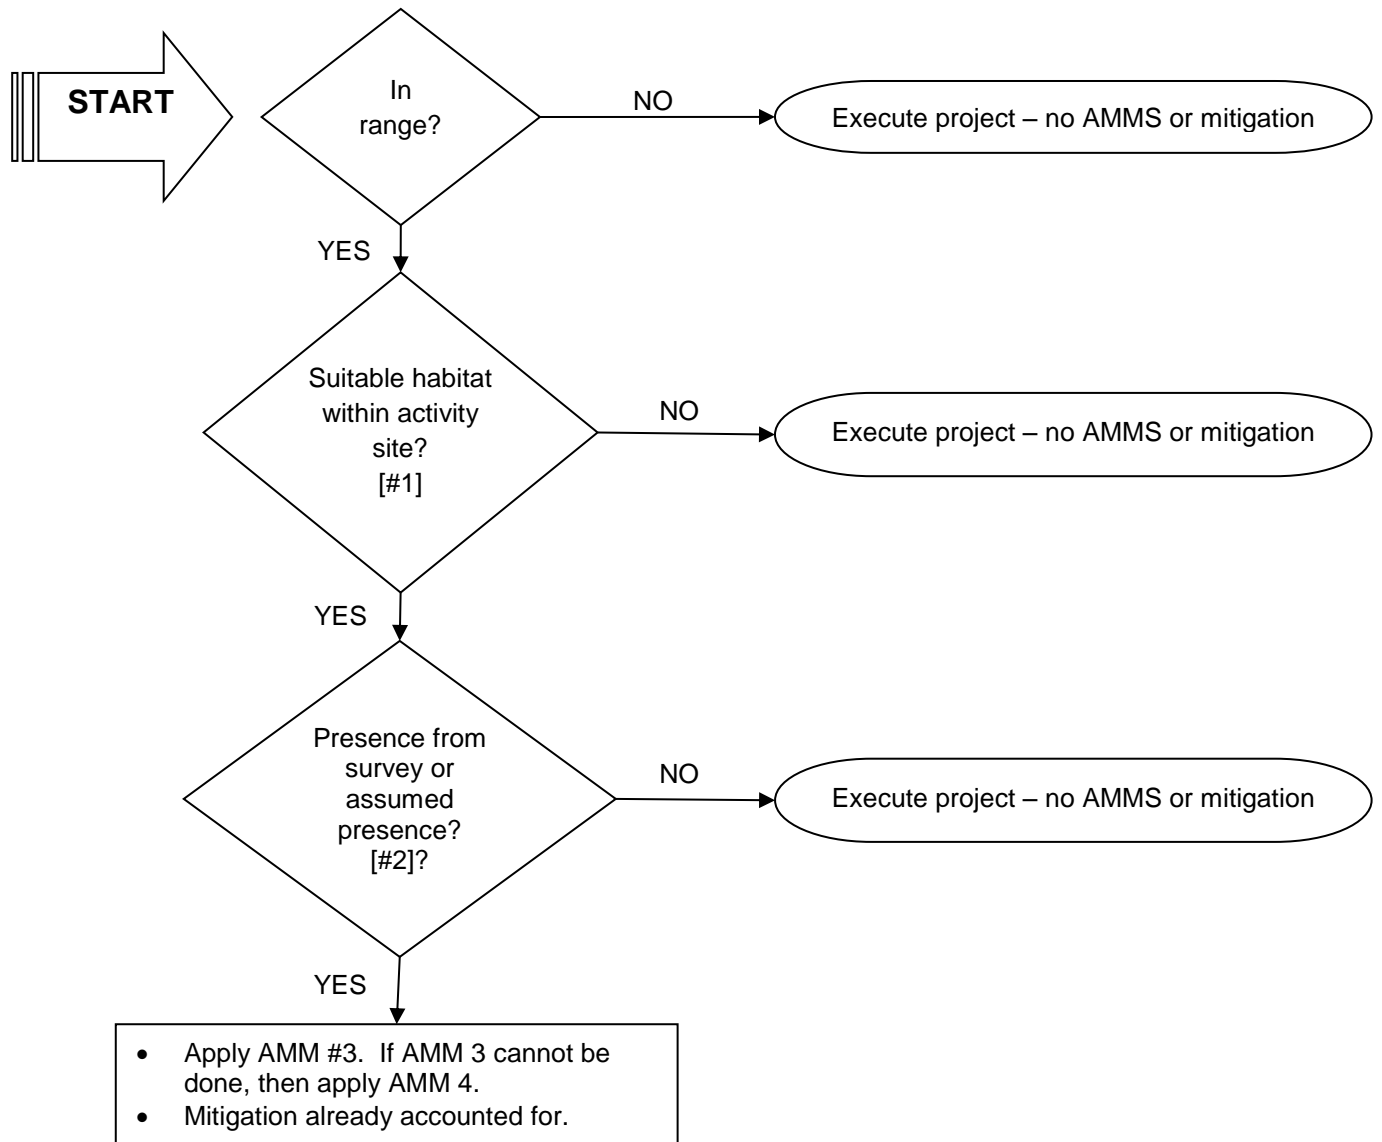 START
In
range?
NO
Execute project – no AMMS or mitigation
YES
Suitable habitat
within activity
site?
[#1]
NO
Execute project – no AMMS or mitigation
YES
Presence from
survey or
assumed
presence?
[#2]?
NO
Execute project – no AMMS or mitigation
YES
• Apply AMM #3. If AMM 3 cannot be
done, then apply AMM 4.
• Mitigation already accounted for.